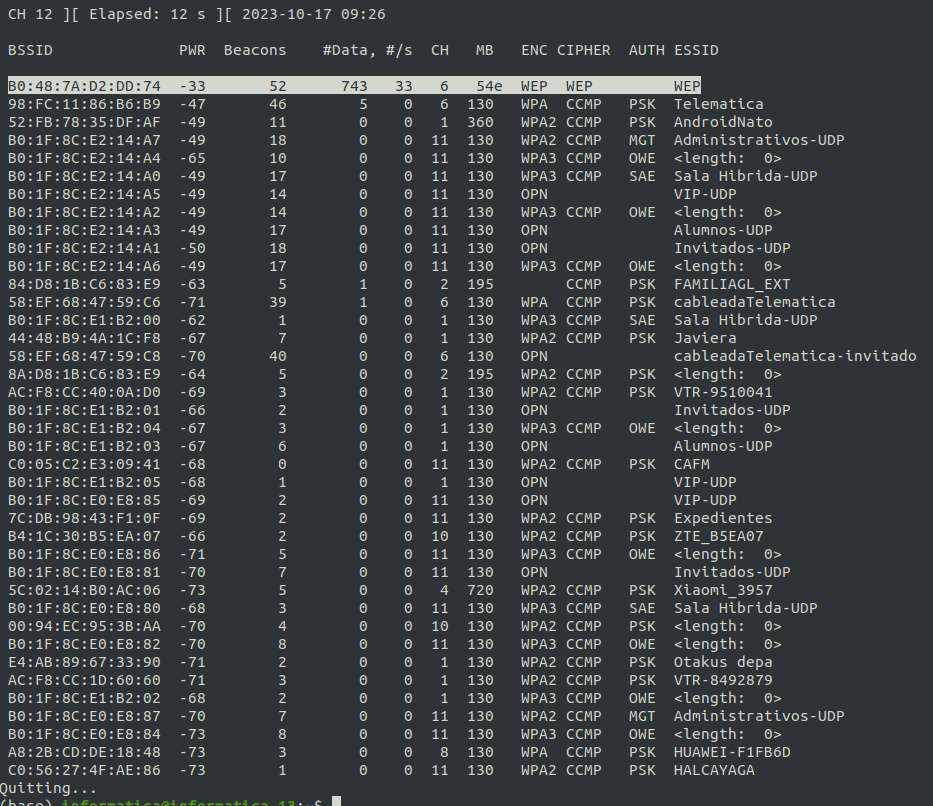 CH 12 ][ Elapsed: 12 s ][ 2023-10-17 09:26
BSSID PWR Beacons #Data, #/s CH MB ENC CIPHER AUTH ESSID
B0:48:7A:D2:DD:74 -33 52 743 33 6 54e WEP WEP WEP
98:FC:11:86:B6:B9 -47 46 5 0 6 130 WPA CCMP PSK Telematica
52:FB:78:35:DF:AF -49 11 0 0 1 360 WPA2 CCMP PSK AndroidNato
B0:1F:8C:E2:14:A7 -49 18 0 0 11 130 WPA2 CCMP MGT Administrativos-UDP
B0:1F:8C:E2:14:A4 -65 10 0 0 11 130 WPA3 CCMP OWE <length: 0>
B0:1F:8C:E2:14:A0 -49 17 0 0 11 130 WPA3 CCMP SAE Sala Hibrida-UDP
B0:1F:8C:E2:14:A5 -49 14 0 0 11 130 OPN VIP-UDP
B0:1F:8C:E2:14:A2 -49 14 0 0 11 130 WPA3 CCMP OWE <length: 0>
B0:1F:8C:E2:14:A3 -49 17 0 0 11 130 OPN Alumnos-UDP
B0:1F:8C:E2:14:A1 -50 18 0 0 11 130 OPN Invitados-UDP
B0:1F:8C:E2:14:A6 -49 17 0 0 11 130 WPA3 CCMP OWE <length: 0>
84:D8:1B:C6:83:E9 -63 5 1 0 2 195 CCMP PSK FAMILIAGL_EXT
58:EF:68:47:59:C6 -71 39 1 0 6 130 WPA CCMP PSK cableadaTelematica
B0:1F:8C:E1:B2:00 -62 1 0 0 1 130 WPA3 CCMP SAE Sala Hibrida-UDP
44:48:B9:4A:1C:F8 -67 7 0 0 1 130 WPA2 CCMP PSK Javiera
58:EF:68:47:59:C8 -70 40 0 0 6 130 OPN cableadaTelematica-invitado
8A:D8:1B:C6:83:E9 -64 5 0 0 2 195 WPA2 CCMP PSK <length: 0>
AC:F8:CC:40:0A:D0 -69 3 0 0 1 130 WPA2 CCMP PSK VTR-9510041
B0:1F:8C:E1:B2:01 -66 2 0 0 1 130 OPN Invitados-UDP
B0:1F:8C:E1:B2:04 -67 3 0 0 1 130 WPA3 CCMP OWE <length: 0>
B0:1F:8C:E1:B2:03 -67 6 0 0 1 130 OPN Alumnos-UDP
C0:05:C2:E3:09:41 -68 0 0 0 11 130 WPA2 CCMP PSK CAFM
B0:1F:8C:E1:B2:05 -68 1 0 0 1 130 OPN VIP-UDP
B0:1F:8C:E0:E8:85 -69 2 0 0 11 130 OPN VIP-UDP
7C:DB:98:43:F1:0F -69 2 0 0 11 130 WPA2 CCMP PSK Expedientes
B4:1C:30:B5:EA:07 -66 2 0 0 10 130 WPA2 CCMP PSK ZTE_B5EA07
B0:1F:8C:E0:E8:86 -71 5 0 0 11 130 WPA3 CCMP OWE <length: 0>
B0:1F:8C:E0:E8:81 -70 7 0 0 11 130 OPN Invitados-UDP
5C:02:14:B0:AC:06 -73 5 0 0 4 720 WPA2 CCMP PSK Xiaomi_3957
B0:1F:8C:E0:E8:80 -68 3 0 0 11 130 WPA3 CCMP SAE Sala Hibrida-UDP
00:94:EC:95:3B:AA -70 4 0 0 10 130 WPA2 CCMP PSK <length: 0>
B0:1F:8C:E0:E8:82 -70 8 0 0 11 130 WPA3 CCMP OWE <length: 0>
E4:AB:89:67:33:90 -71 2 0 0 1 130 WPA2 CCMP PSK Otakus depa
AC:F8:CC:1D:60:60 -71 3 0 0 1 130 WPA2 CCMP PSK VTR-8492879
B0:1F:8C:E1:B2:02 -68 2 0 0 1 130 WPA3 CCMP OWE <length: 0>
B0:1F:8C:E0:E8:87 -70 7 0 0 11 130 WPA2 CCMP MGT Administrativos-UDP
B0:1F:8C:E0:E8:84 -73 8 0 0 11 130 WPA3 CCMP OWE <length: 0>
A8:2B:CD:DE:18:48 -73 3 0 0 8 130 WPA CCMP PSK HUAWEI-F1FB6D
C0:56:27:4F:AE:86 -73 1 0 0 11 130 WPA2 CCMP PSK HALCAYAGA
Quitting...
(base) informatica@informatica-13:~$